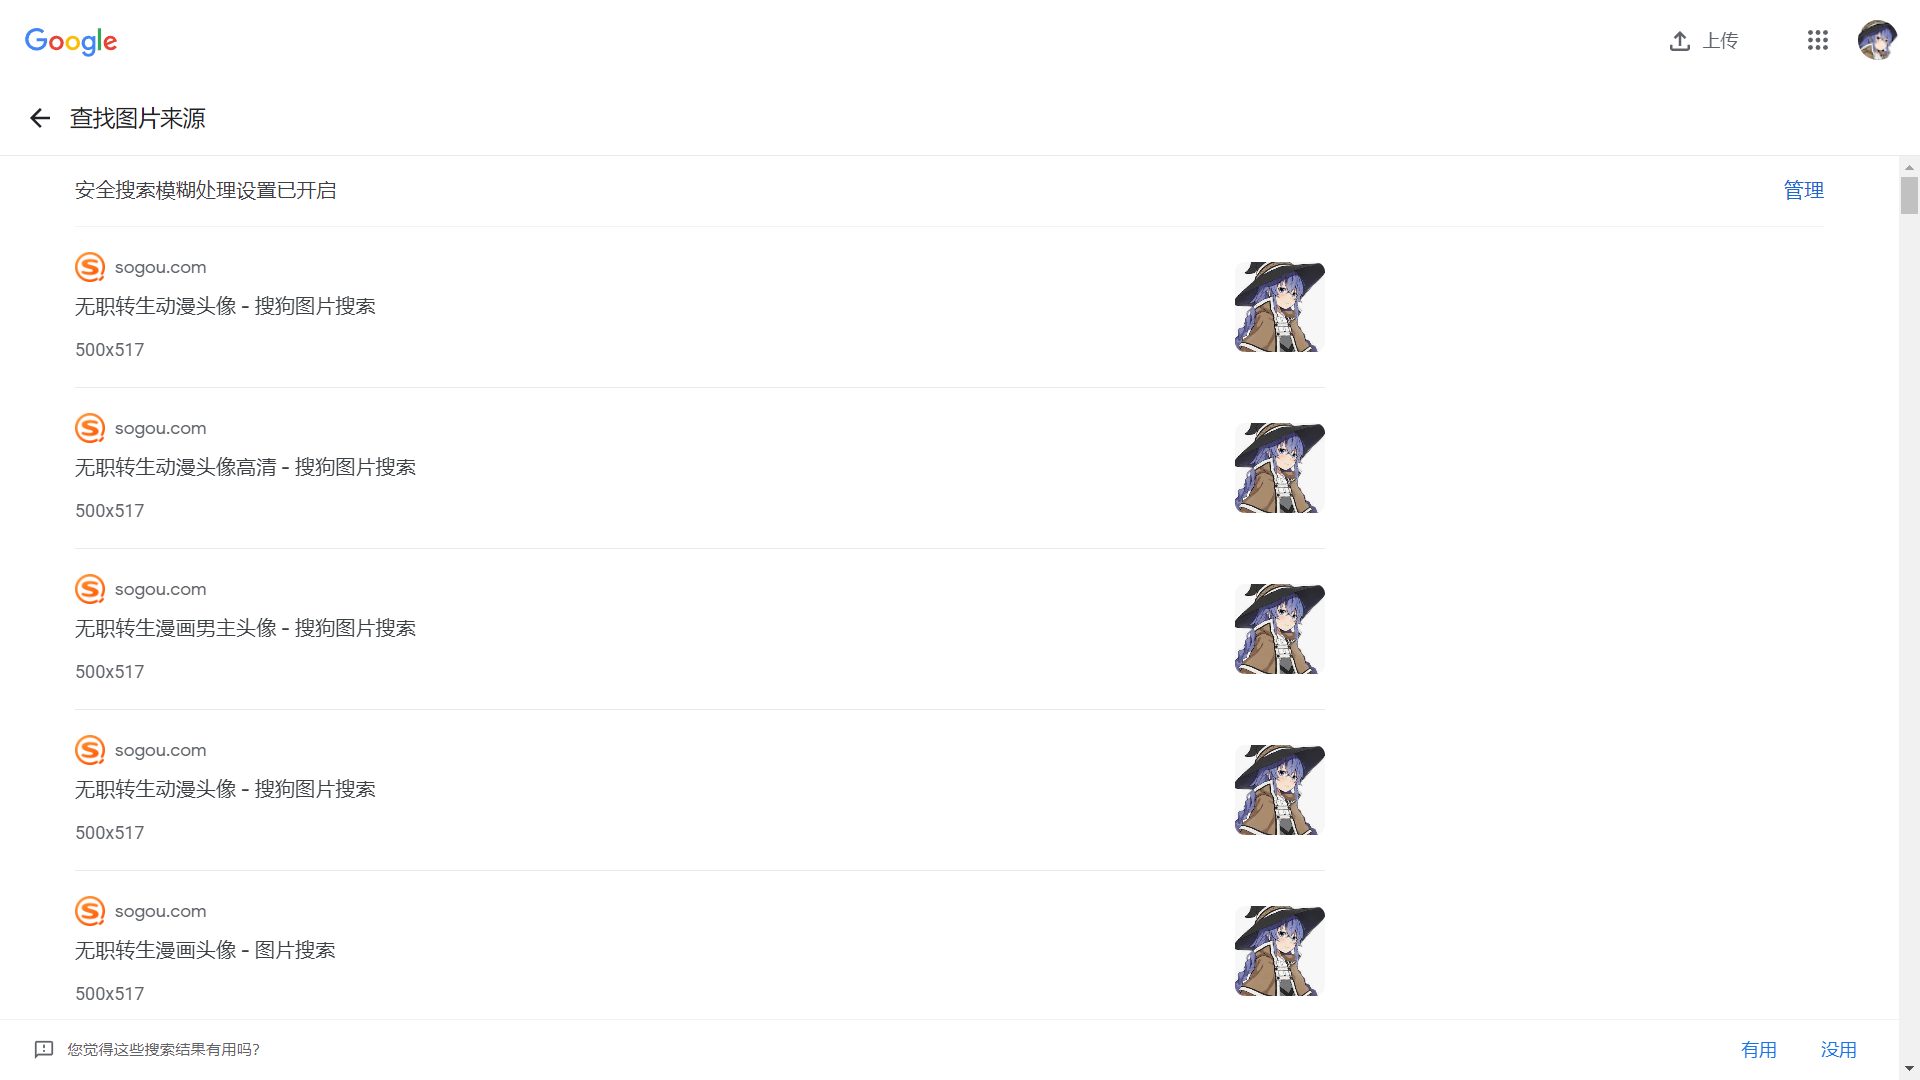 Google
上传
查找图片来源
安全搜索模糊处理设置已开启
管理
sogou.com
无职转生动漫头像 - 搜狗图片搜索
500x517
sogou.com
无职转生动漫头像高清 - 搜狗图片搜索
500x517
sogou.com
无职转生漫画男主头像 - 搜狗图片搜索
500x517
sogou.com
无职转生动漫头像 - 搜狗图片搜索
500x517
sogou.com
无职转生漫画头像 - 图片搜索
500x517
您觉得这些搜索结果有用吗?
有用
没用